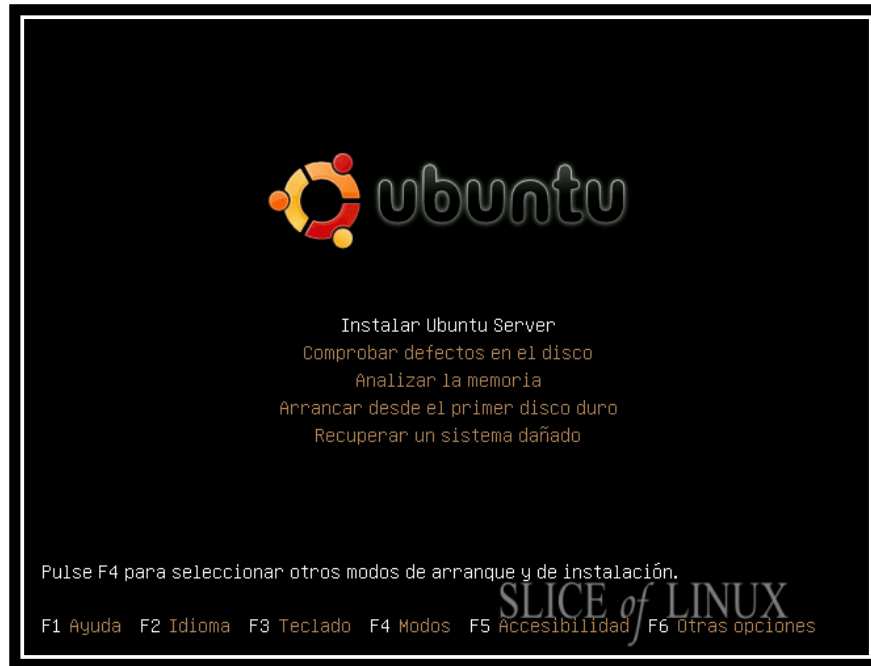 ubuntu
Instalar Ubuntu Server
Comprobar defectos en el disco
Analizar la memoria
Arrancar desde el primer disco duro
Recuperar un sistema dañado
Pulse F4 para seleccionar otros modos de arranque y de instalación.
SLICE of LINUX
F1 Ayuda F2 Idioma F3 Teclado F4 Modos F5 Accesibilidad F6 Otras opciones